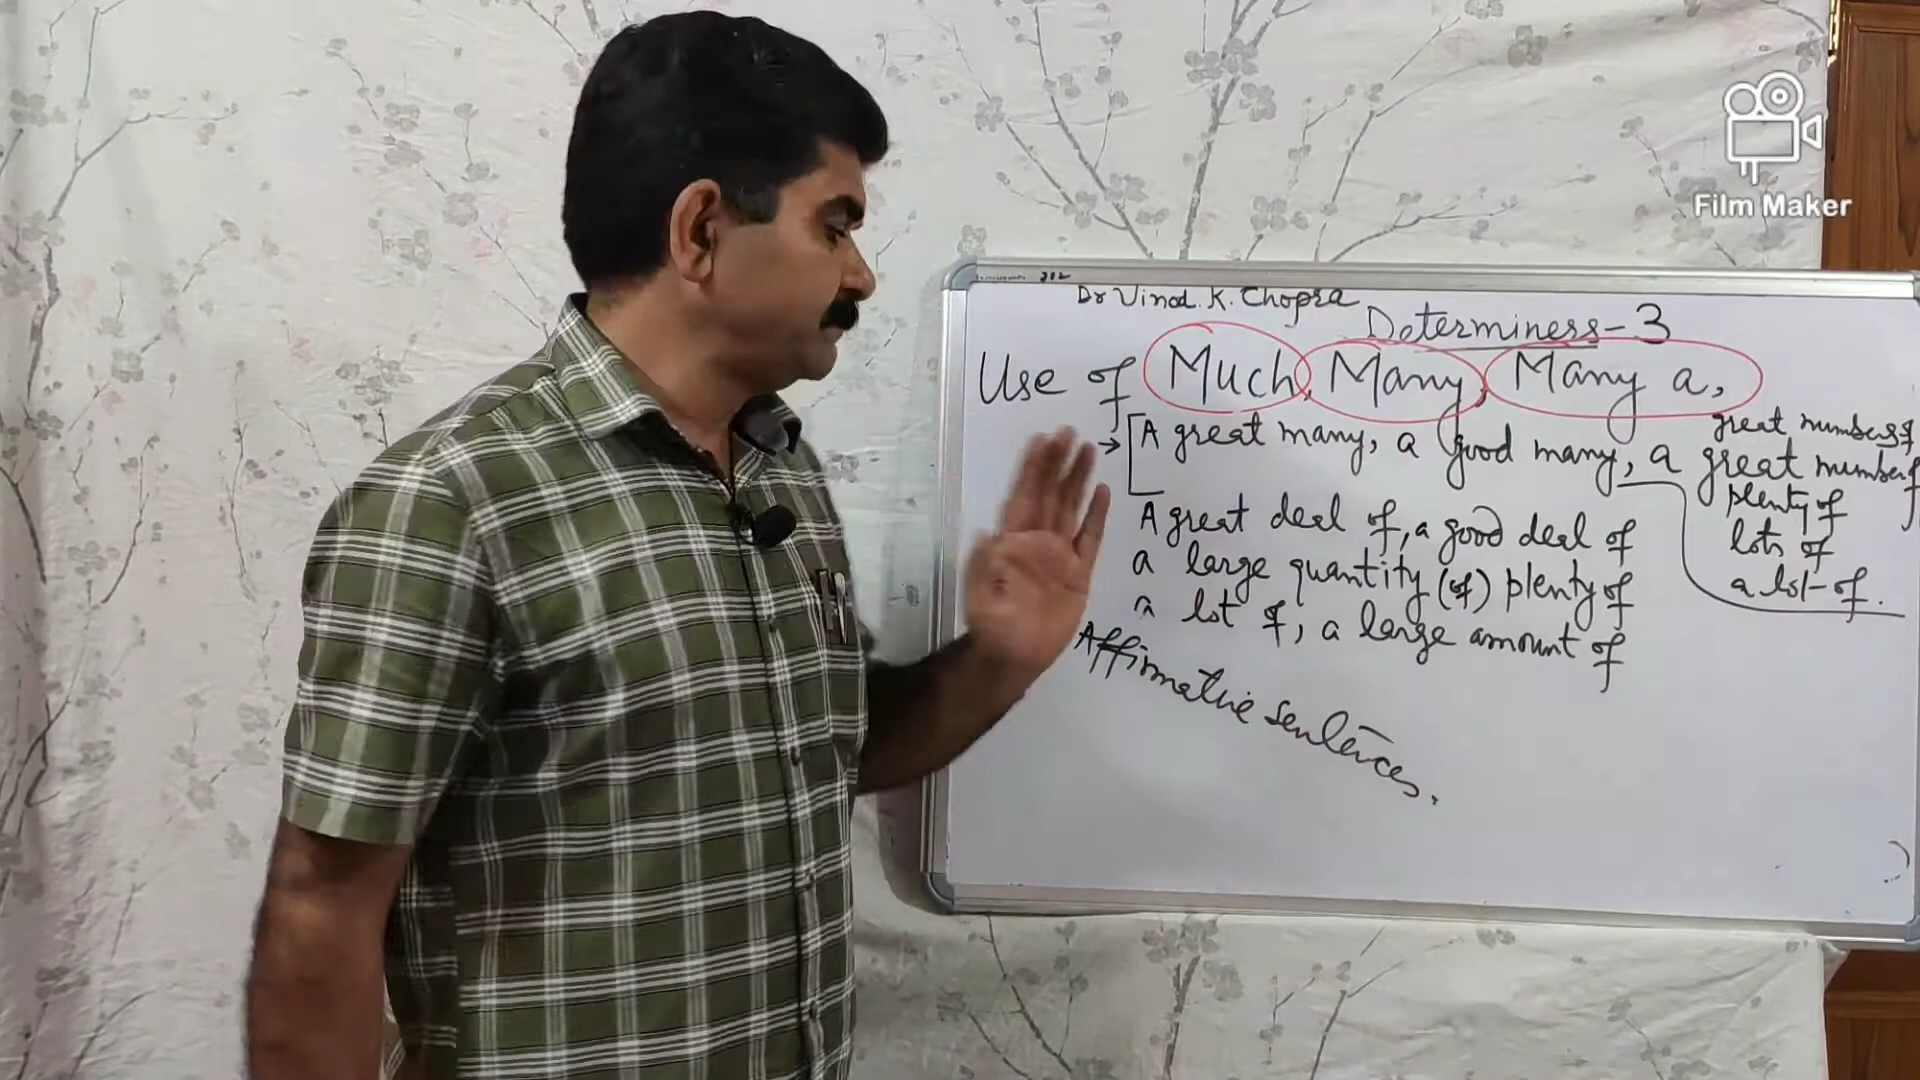 Film Maker
Dr Vinod. K. Chopra
Determiness-3
Use of Much, Many, Many a,
great numbers of
→ [A great many, a good many, a great number of
plenty of
A great deal of, a good deal of
lots of
a large quantity (of) plenty of
a lot of.
a lot of, a large amount of
Affirmative sentences.